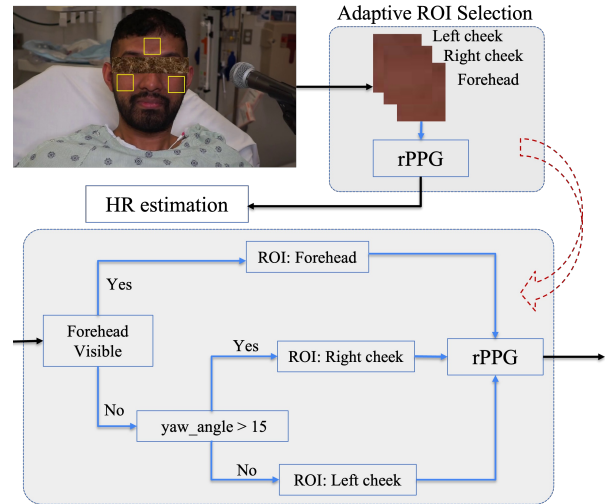 Adaptive ROI Selection
Left cheek
Right cheek
Forehead
rPPG
HR estimation
ROI: Forehead
Yes
Forehead
Visible
Yes
ROI: Right cheek
rPPG
No
yaw_angle > 15
No
ROI: Left cheek